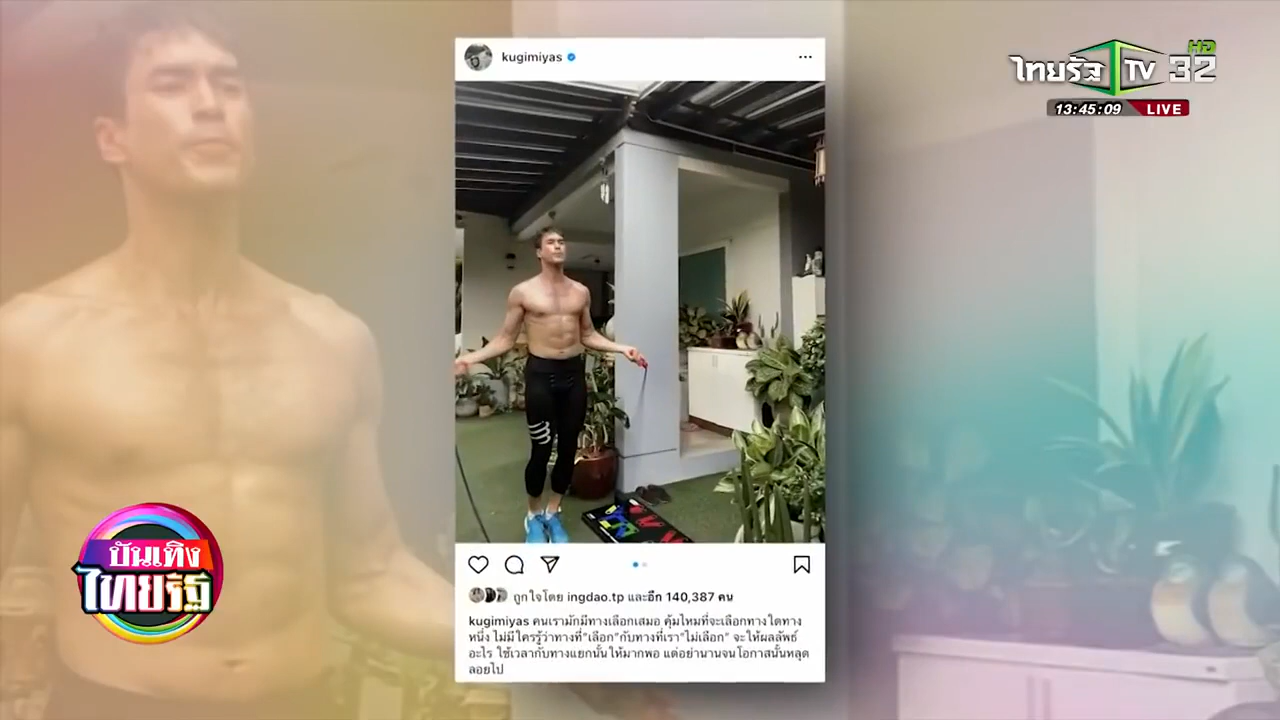 kugimiyas
ไทยรัฐ TV HD 32
13:45:09 LIVE
บันเทิง
ไทยรัฐ
ถูกใจโดย ingdao.tp และอีก 140,387 คน
kugimiyas คนเรามักมีทางเลือกเสมอ คุ้มไหมที่จะเลือกทางใดทาง
หนึ่ง ไม่มีใครรู้ว่าทางที่"เลือก"กับทางที่เรา"ไม่เลือก" จะให้ผลลัพธ์
อะไร ใช้เวลากับทางแยกนั้นให้มากพอ แต่อย่านานจนโอกาสนั้นหลุด
ลอยไป